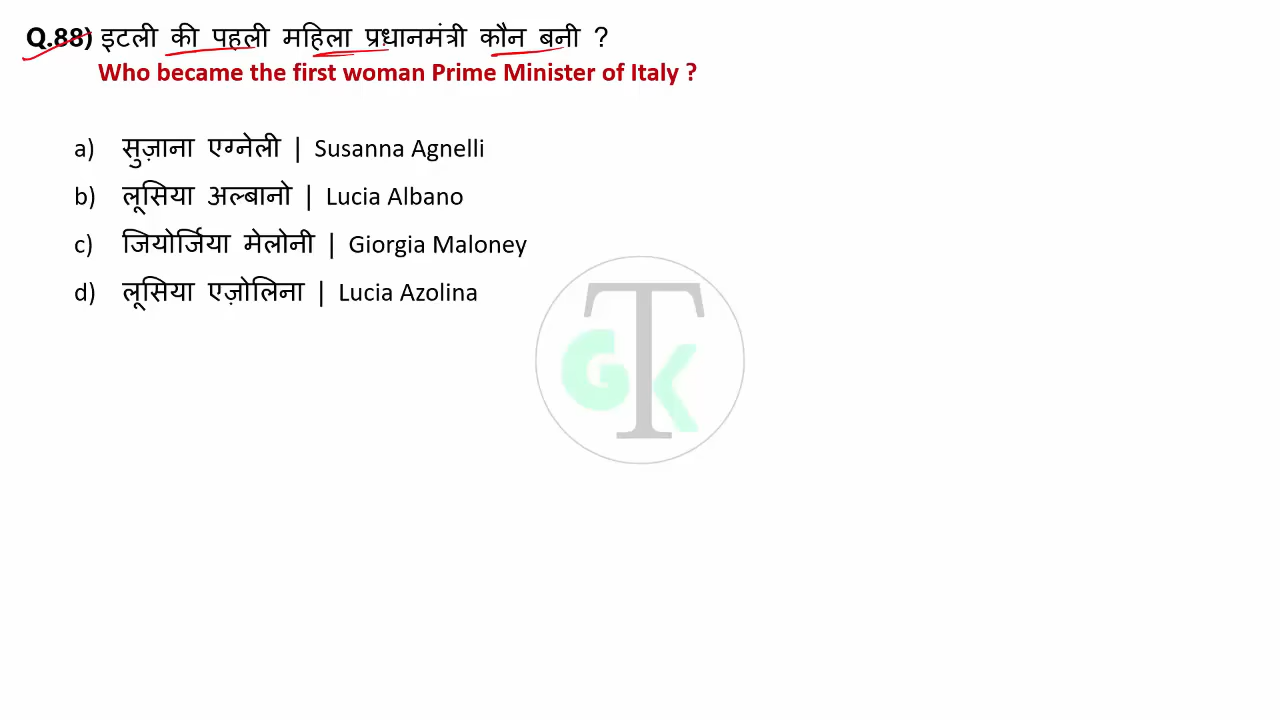 Q.88) इटली की पहली महिला प्रधानमंत्री कौन बनी ?
Who became the first woman Prime Minister of Italy ?
a) सुज़ाना एग्नेली | Susanna Agnelli
b) लूसिया अल्बानो | Lucia Albano
c) जियोर्जिया मेलोनी | Giorgia Maloney
d) लूसिया एज़ोलिना | Lucia Azolina
GTK